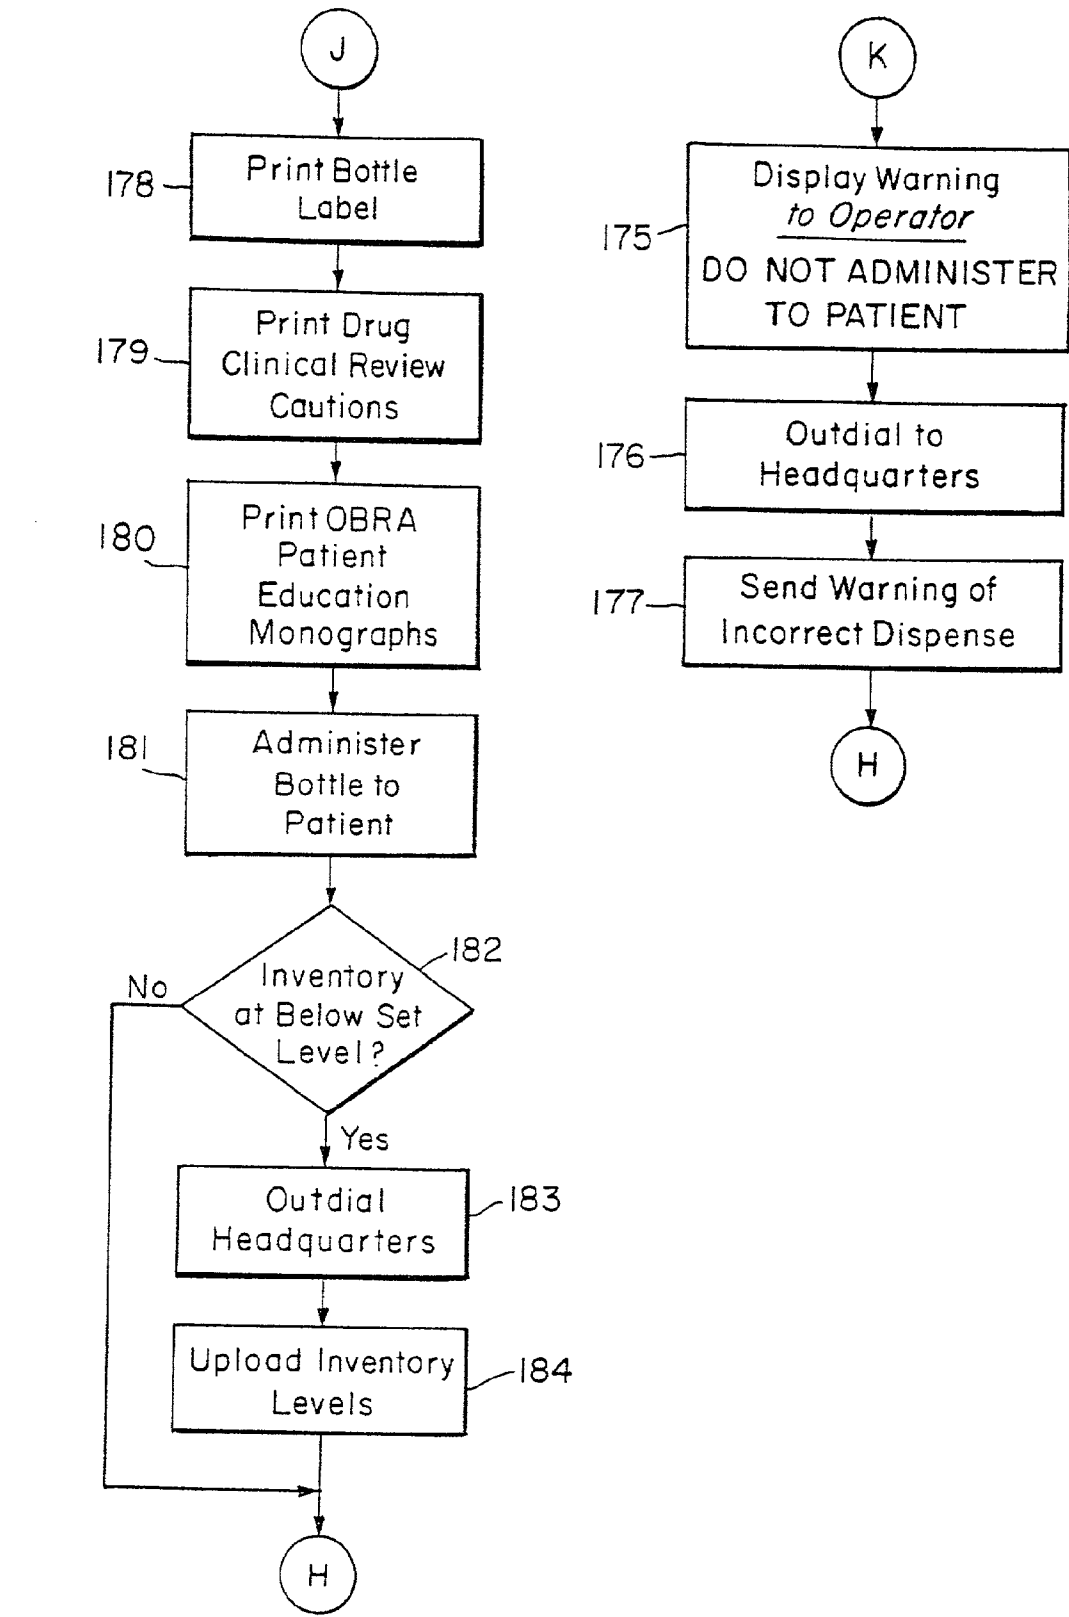 J
178
Print Bottle
Label
179
Print Drug
Clinical Review
Cautions
180
Print OBRA
Patient
Education
Monographs
181
Administer
Bottle to
Patient
182
Inventory
at Below Set
Level?
No
Yes
Outdial
Headquarters
183
Upload Inventory
Levels
184
H
K
175
Display Warning
to Operator
DO NOT ADMINISTER
TO PATIENT
176
Outdial to
Headquarters
177
Send Warning of
Incorrect Dispense
H